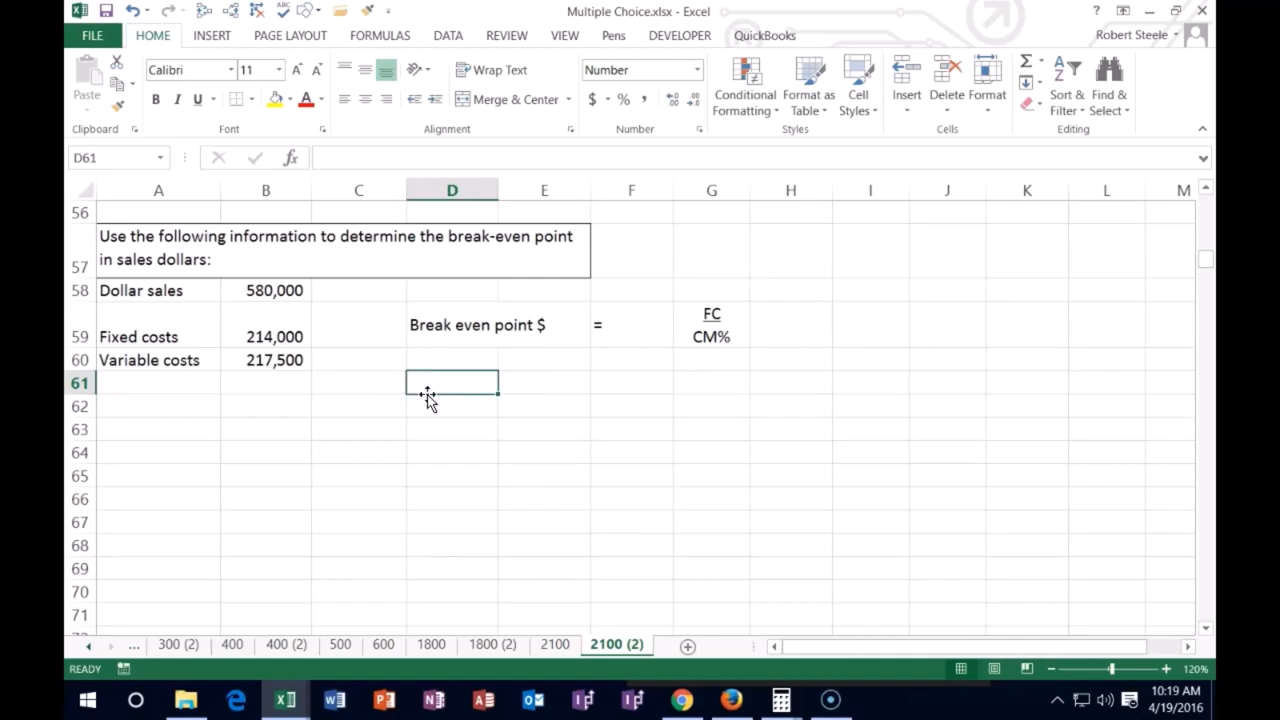 Multiple Choice.xlsx - Excel
FILE HOME INSERT PAGE LAYOUT FORMULAS DATA REVIEW VIEW Pens DEVELOPER QuickBooks Robert Steele
Calibri 11 Wrap Text Number
Paste B I U A Merge & Center $ % Conditional Formatting Format as Table Cell Styles Insert Delete Format Sort & Filter Find & Select
Clipboard Font Alignment Number Styles Cells Editing
D61 fx
A B C D E F G H I J K L M
56
57 Use the following information to determine the break-even point
in sales dollars:
58 Dollar sales 580,000
59 Fixed costs 214,000 Break even point $ = FC
CM%
60 Variable costs 217,500
61
62
63
64
65
66
67
68
69
70
71
... 300 (2) 400 400 (2) 500 600 1800 1800 (2) 2100 2100 (2)
READY 120%
10:19 AM
4/19/2016